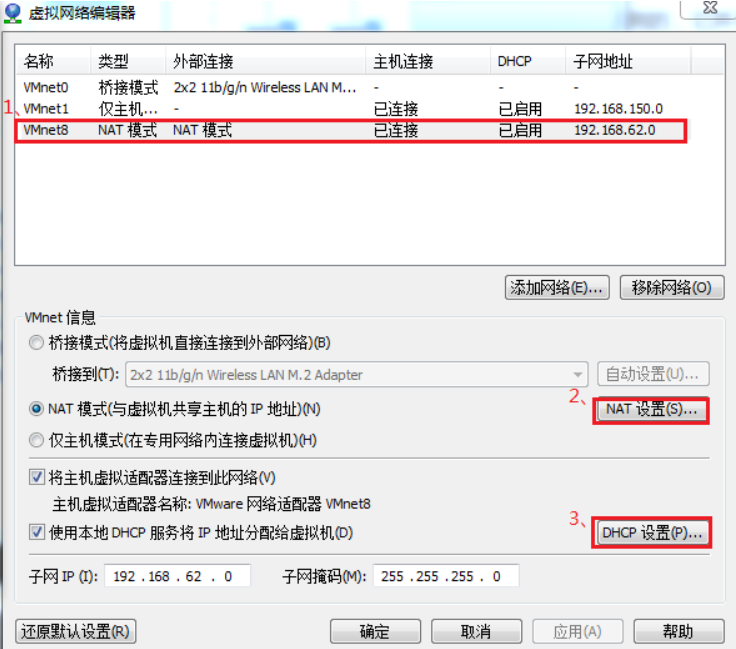 虚拟网络编辑器
名称 类型 外部连接 主机连接 DHCP 子网地址
VMnet0 桥接模式 2x2 11b/g/n Wireless LAN M... - - -
1、
VMnet1 仅主机... - 已连接 已启用 192.168.150.0
VMnet8 NAT 模式 NAT 模式 已连接 已启用 192.168.62.0
添加网络(E)... 移除网络(O)
VMnet 信息
桥接模式(将虚拟机直接连接到外部网络)(B)
桥接到(T): 2x2 11b/g/n Wireless LAN M.2 Adapter 自动设置(U)...
2、
NAT 模式(与虚拟机共享主机的 IP 地址)(N) NAT 设置(S)...
仅主机模式(在专用网络内连接虚拟机)(H)
将主机虚拟适配器连接到此网络(V)
主机虚拟适配器名称: VMware 网络适配器 VMnet8
3、
使用本地 DHCP 服务将 IP 地址分配给虚拟机(D) DHCP 设置(P)...
子网 IP (I): 192 . 168 . 62 . 0 子网掩码(M): 255 . 255 . 255 . 0
还原默认设置(R) 确定 取消 应用(A) 帮助